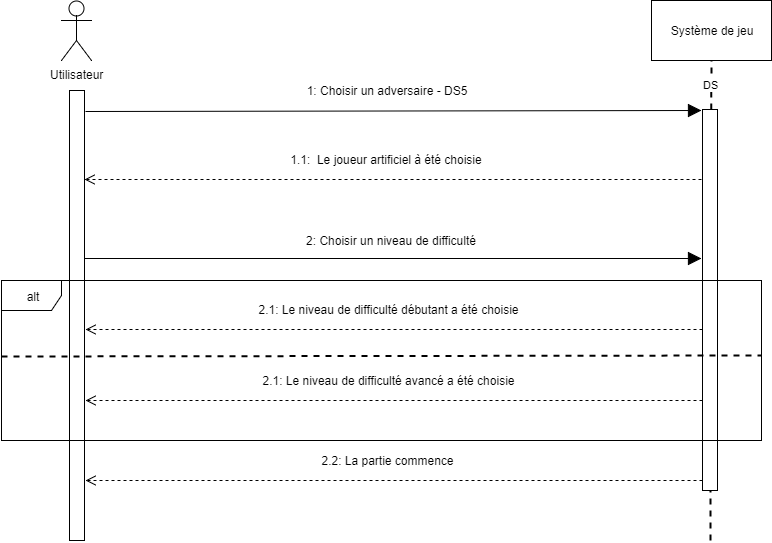 Système de jeu
Utilisateur
DS
1: Choisir un adversaire - DS5
1.1:  Le joueur artificiel à été choisie
2: Choisir un niveau de difficulté
alt
2.1: Le niveau de difficulté débutant a été choisie
2.1: Le niveau de difficulté avancé a été choisie
2.2: La partie commence